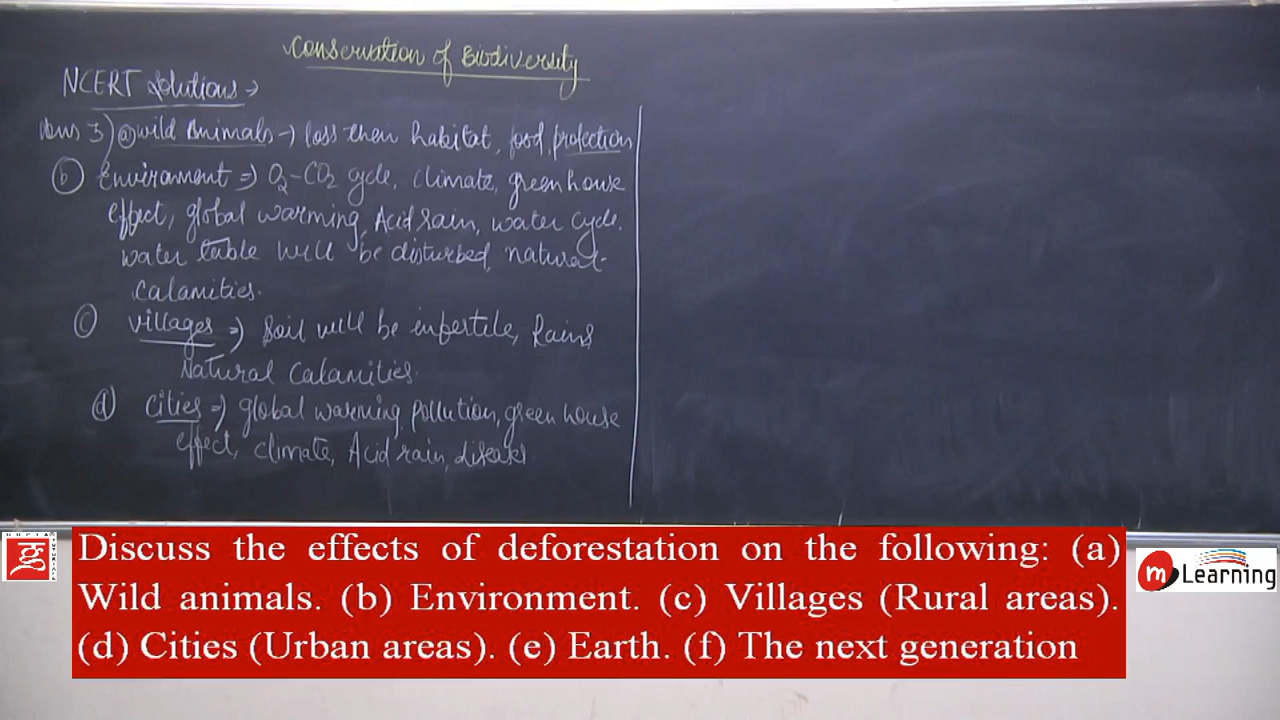 Conservation of Biodiversity
NCERT Solutions →
Ans 3) (a) Wild Animals → loss their habitat, food, protection
(b) Environment ⇒ O2-CO2 cycle, climate, green house
effect, global warming, Acid rain, water cycle.
water table will be disturbed, natural-
calamities.
(c) Villages ⇒ Soil will be infertile, Rains
Natural Calamities.
(d) Cities ⇒ global warming pollution, green house
effect, climate, Acid rain, diseases
Discuss the effects of deforestation on the following: (a)
Wild animals. (b) Environment. (c) Villages (Rural areas).
(d) Cities (Urban areas). (e) Earth. (f) The next generation
GUPTA
ग
m Learning